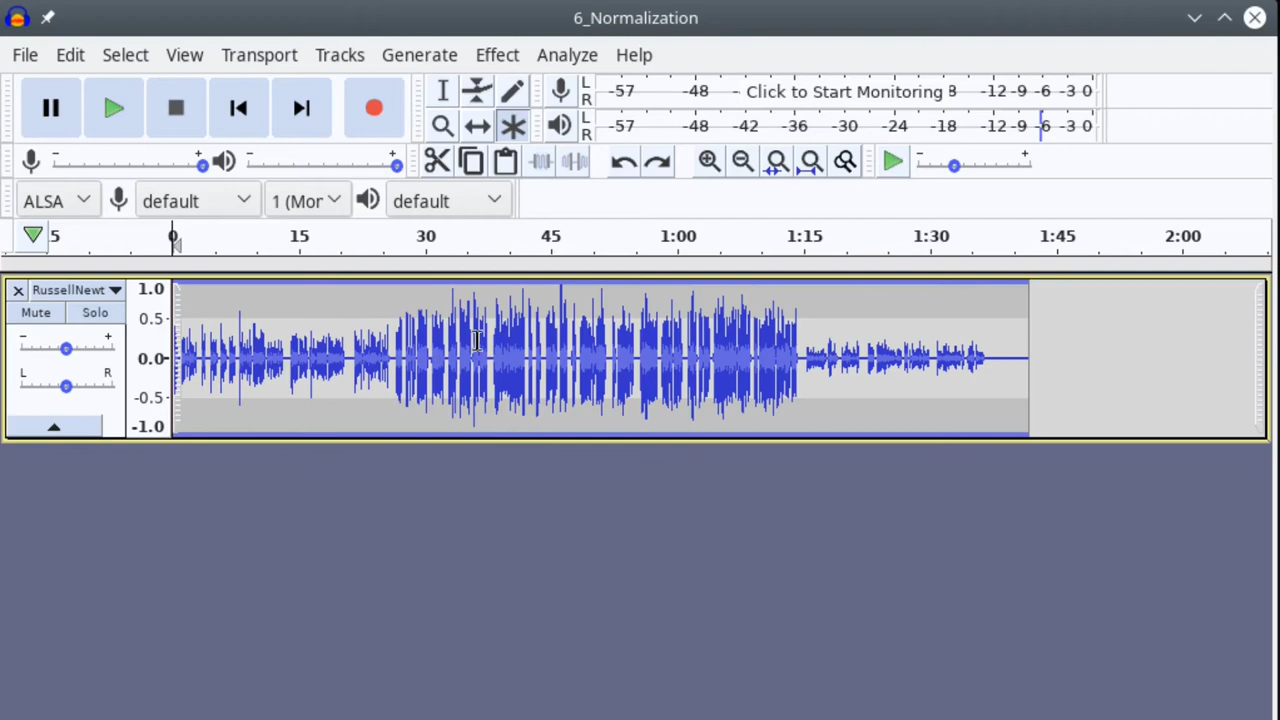 6_Normalization
File Edit Select View Transport Tracks Generate Effect Analyze Help
L R -57 -48 - Click to Start Monitoring 8 -12 -9 -6 -3 0
L R -57 -48 -42 -36 -30 -24 -18 -12 -9 -6 -3 0
- + - + - +
ALSA default 1 (Mor default
5 0 15 30 45 1:00 1:15 1:30 1:45 2:00
RussellNewt 1.0
Mute Solo 0.5
- + 0.0
L R -0.5
-1.0